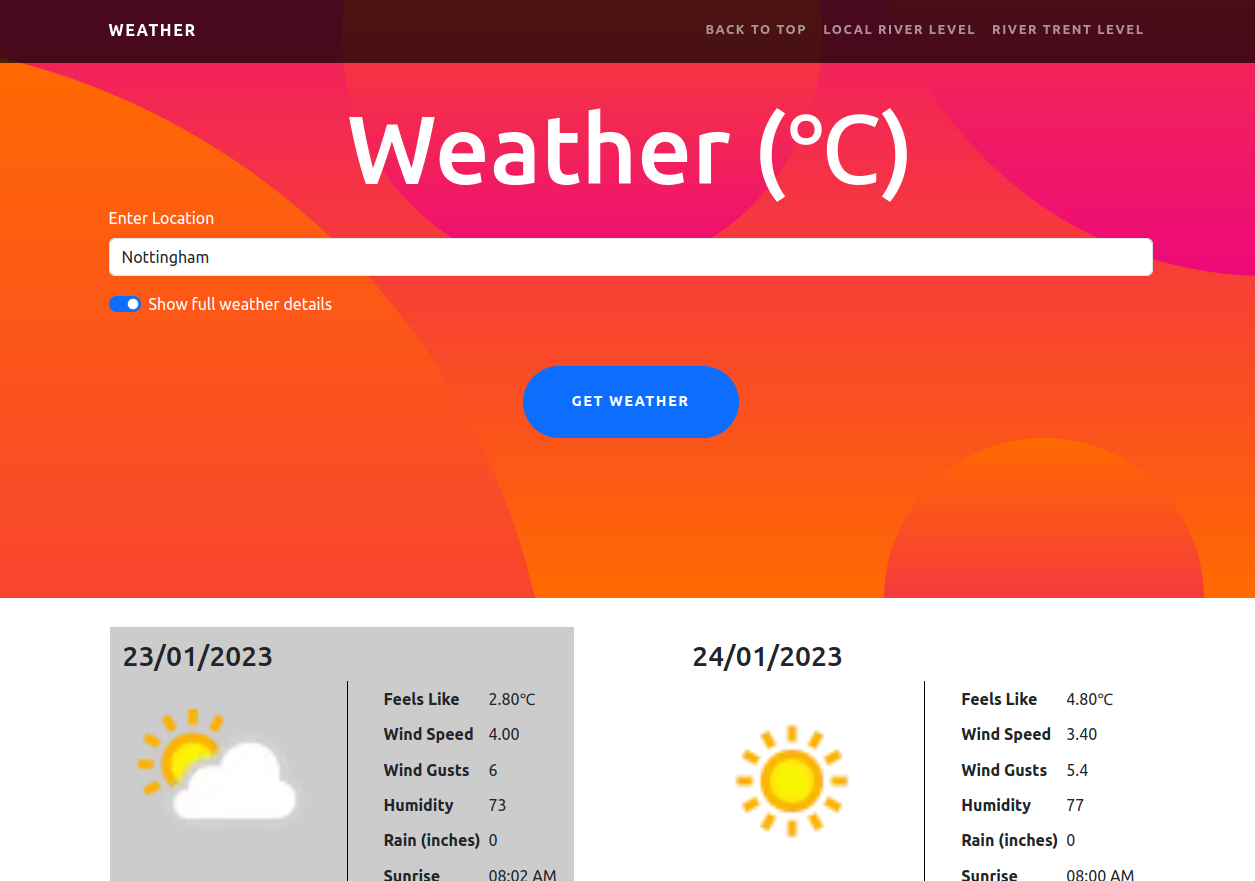 WEATHER BACK TO TOP LOCAL RIVER LEVEL RIVER TRENT LEVEL
Weather (°C)
Enter Location
Nottingham
Show full weather details
GET WEATHER
23/01/2023
Feels Like 2.80°C
Wind Speed 4.00
Wind Gusts 6
Humidity 73
Rain (inches) 0
Sunrise 08:02 AM
24/01/2023
Feels Like 4.80°C
Wind Speed 3.40
Wind Gusts 5.4
Humidity 77
Rain (inches) 0
Sunrise 08:00 AM